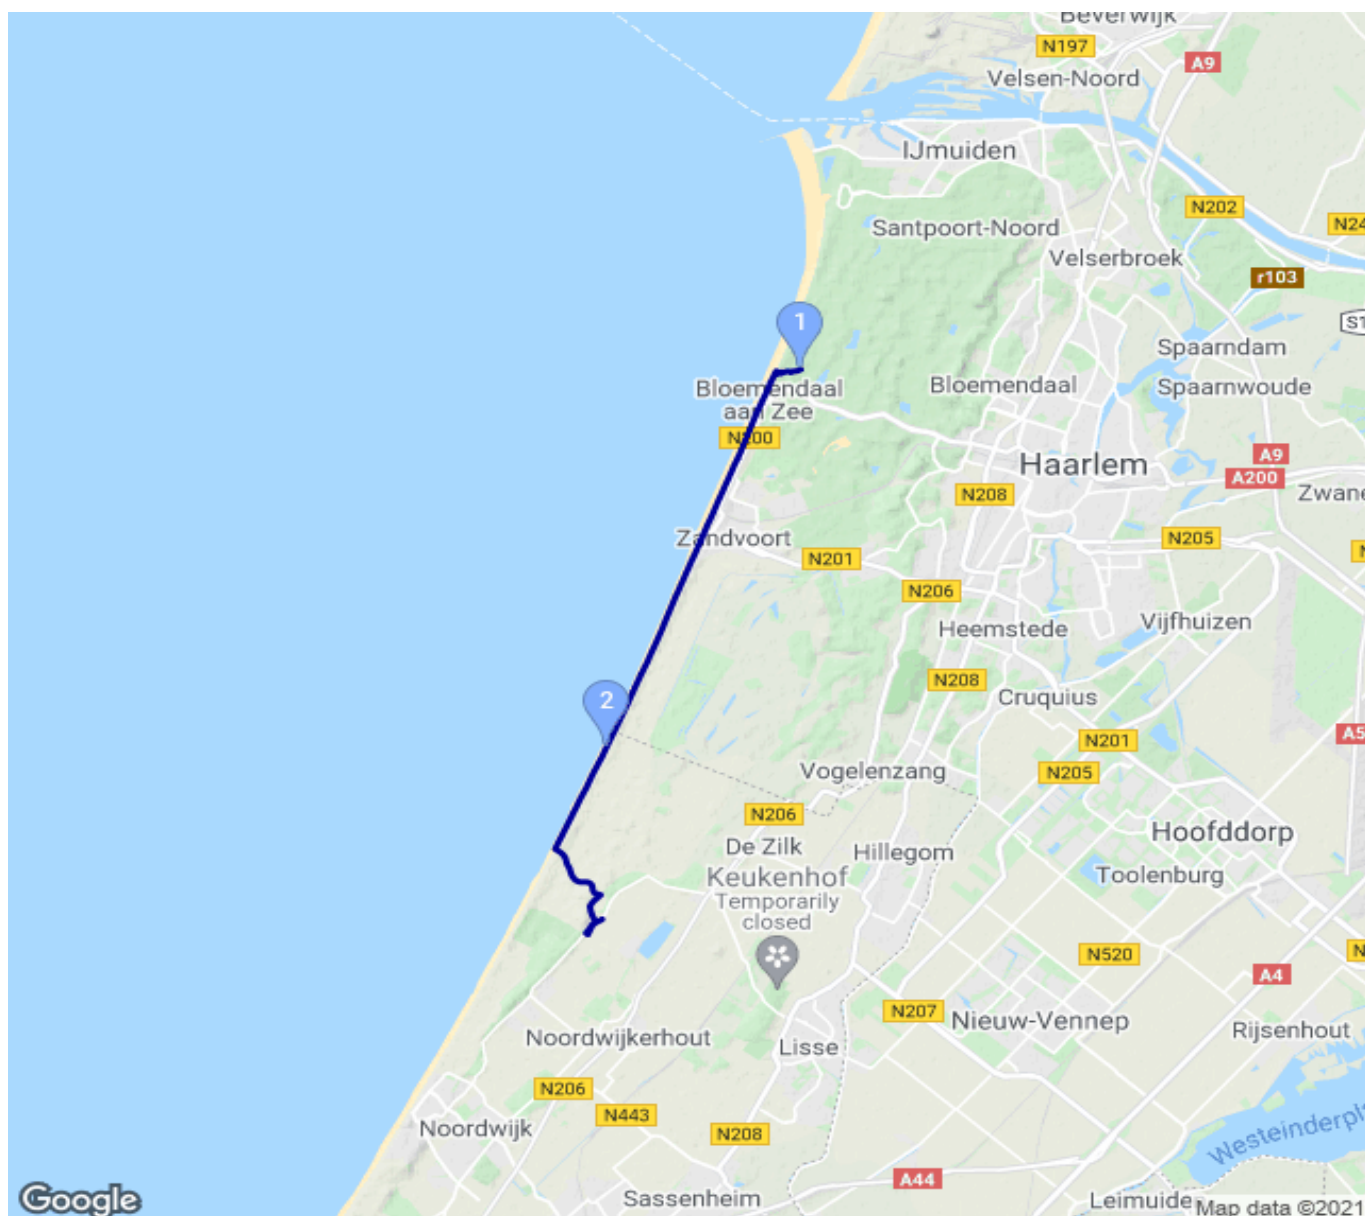 Beverwijk
N197
A9
Velsen-Noord
IJmuiden
N202
N24
Santpoort-Noord
Velserbroek
r103
1
S1
Spaarndam
Bloemendaal
aan Zee
Bloemendaal
Spaarnwoude
N200
Haarlem
A9
A200
N208
Zwane
Zandvoort
N201
N205
N
N206
Heemstede
Vijfhuizen
N208
Cruquius
2
N201
A5
Vogelenzang
N205
N206
De Zilk
Hillegom
Hoofddorp
Keukenhof
Temporarily
closed
Toolenburg
N520
N
A4
N207
Nieuw-Vennep
Rijsenhout
Noordwijkerhout
Lisse
N206
N443
Noordwijk
N208
Westeinderpl
A44
Sassenheim
Leimuiden
Google
Map data ©2021